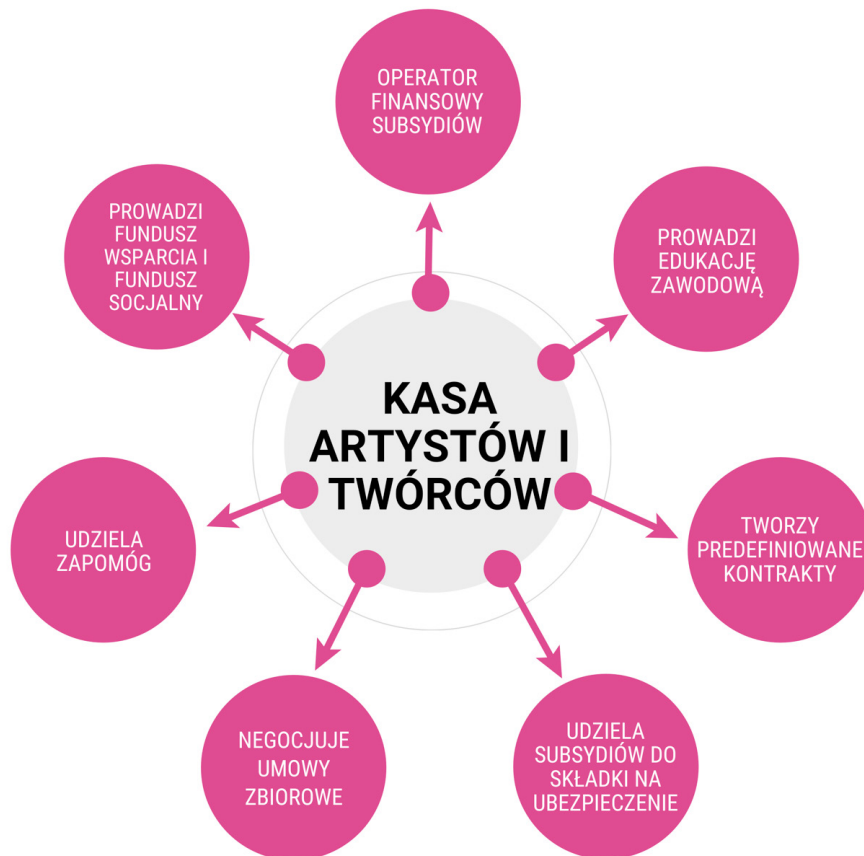 OPERATOR
FINANSOWY
SUBSYDIÓW
PROWADZI
FUNDUSZ
WSPARCIA I
FUNDUSZ
SOCJALNY
PROWADZI
EDUKACJĘ
ZAWODOWĄ
KASA
ARTYSTÓW I
TWÓRCÓW
UDZIELA
ZAPOMÓG
TWORZY
PREDEFINIOWANE
KONTRAKTY
NEGOCJUJE
UMOWY
ZBIOROWE
UDZIELA
SUBSYDIÓW DO
SKŁADKI NA
UBEZPIECZENIE